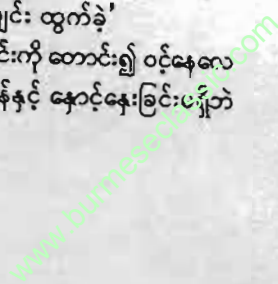 ျင်း ထွက်ခဲ့'
င်းကို တောင်း၍ ဝင့်နေလေ
န်နှင့် နှောင့်နှေးခြင်းမရှိဘဲ
www.burmeseclassic.com